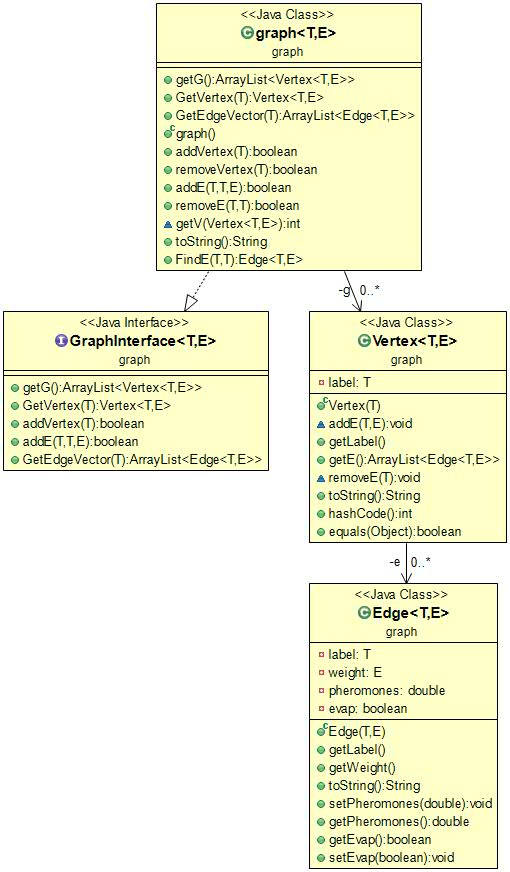 <<Java Class>>
graph<T,E>
graph
getG():ArrayList<Vertex<T,E>>
GetVertex(T):Vertex<T,E>
GetEdgeVector(T):ArrayList<Edge<T,E>>
graph()
addVertex(T):boolean
removeVertex(T):boolean
addE(T,T,E):boolean
removeE(T,T):boolean
getV(Vertex<T,E>):int
toString():String
FindE(T,T):Edge<T,E>
-g 0..*
<<Java Interface>>
GraphInterface<T,E>
graph
getG():ArrayList<Vertex<T,E>>
GetVertex(T):Vertex<T,E>
addVertex(T):boolean
addE(T,T,E):boolean
GetEdgeVector(T):ArrayList<Edge<T,E>>
<<Java Class>>
Vertex<T,E>
graph
label: T
Vertex(T)
addE(T,E):void
getLabel()
getE():ArrayList<Edge<T,E>>
removeE(T):void
toString():String
hashCode():int
equals(Object):boolean
-e 0..*
<<Java Class>>
Edge<T,E>
graph
label: T
weight: E
pheromones: double
evap: boolean
Edge(T,E)
getLabel()
getWeight()
toString():String
setPheromones(double):void
getPheromones():double
getEvap():boolean
setEvap(boolean):void